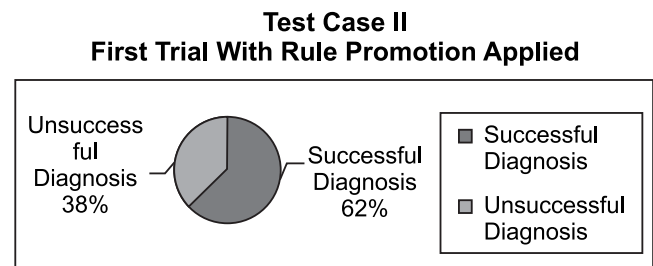 Test Case II
First Trial With Rule Promotion Applied
Unsuccess
ful
Diagnosis
38%
Successful
Diagnosis
62%
Successful
Diagnosis
Unsuccessful
Diagnosis